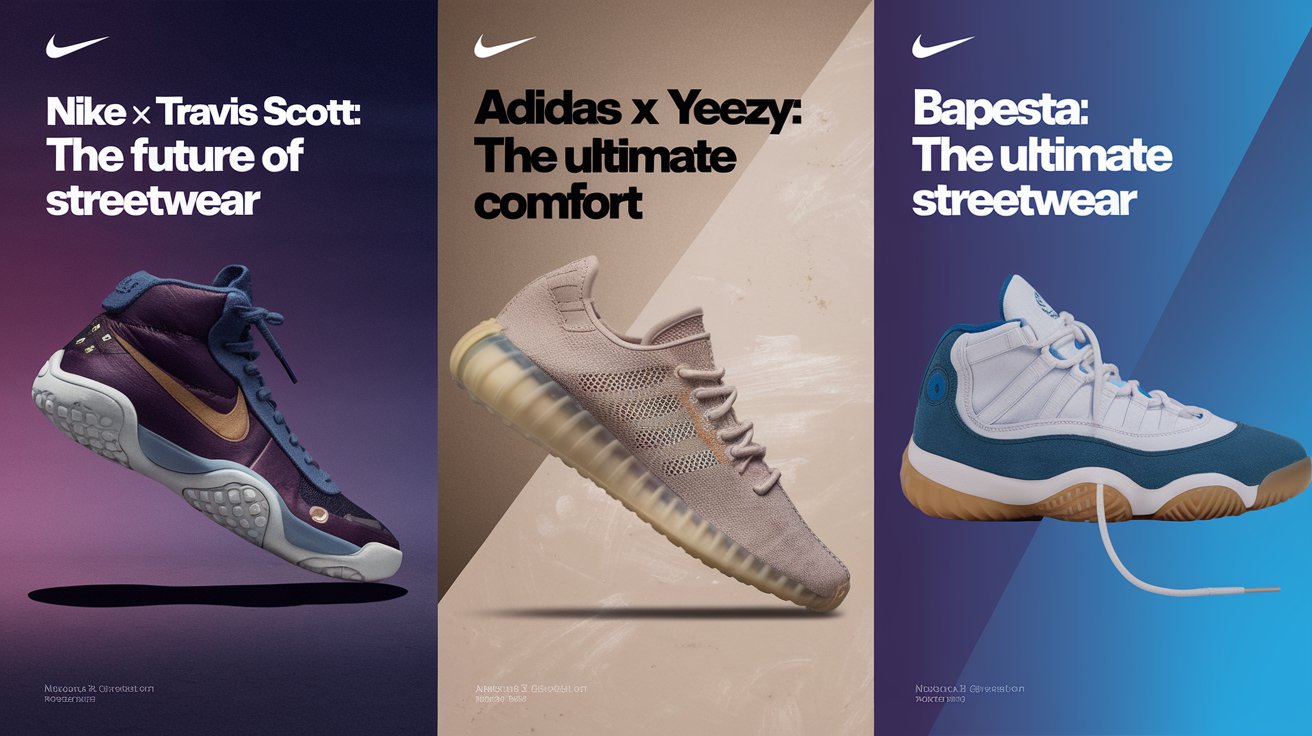 Nike × Travis Scott:
The future of
streetwear
Adidas x Yeezy:
The ultimate
comfort
Bapesta:
The ultimate
streetwear